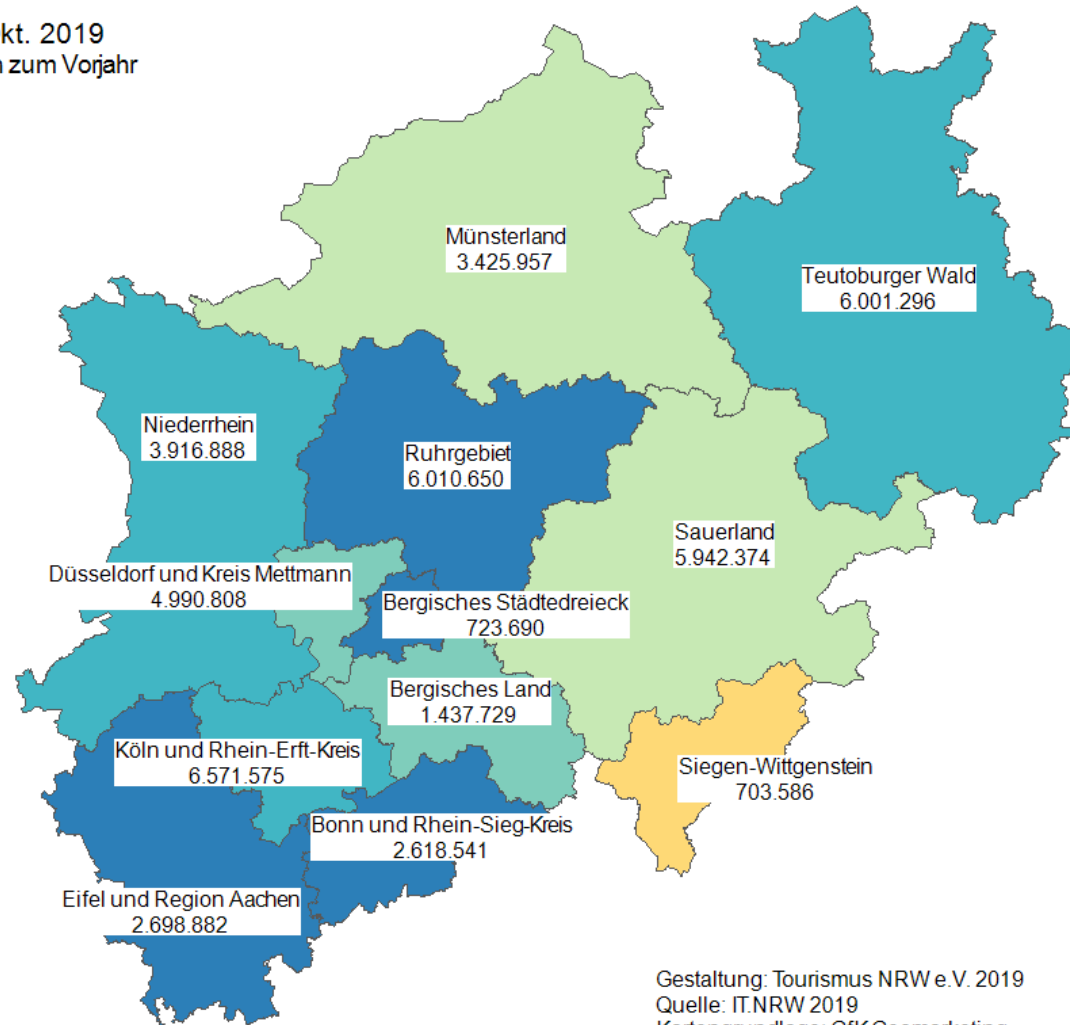 kt. 2019
zum Vorjahr
Münsterland
3.425.957
Teutoburger Wald
6.001.296
Niederrhein
3.916.888
Ruhrgebiet
6.010.650
Sauerland
5.942.374
Düsseldorf und Kreis Mettmann
4.990.808
Bergisches Städtedreieck
723.690
Bergisches Land
1.437.729
Köln und Rhein-Erft-Kreis
6.571.575
Siegen-Wittgenstein
703.586
Bonn und Rhein-Sieg-Kreis
2.618.541
Eifel und Region Aachen
2.698.882
Gestaltung: Tourismus NRW e.V. 2019
Quelle: IT.NRW 2019
Kartengrundlage: GfK Geomarketing